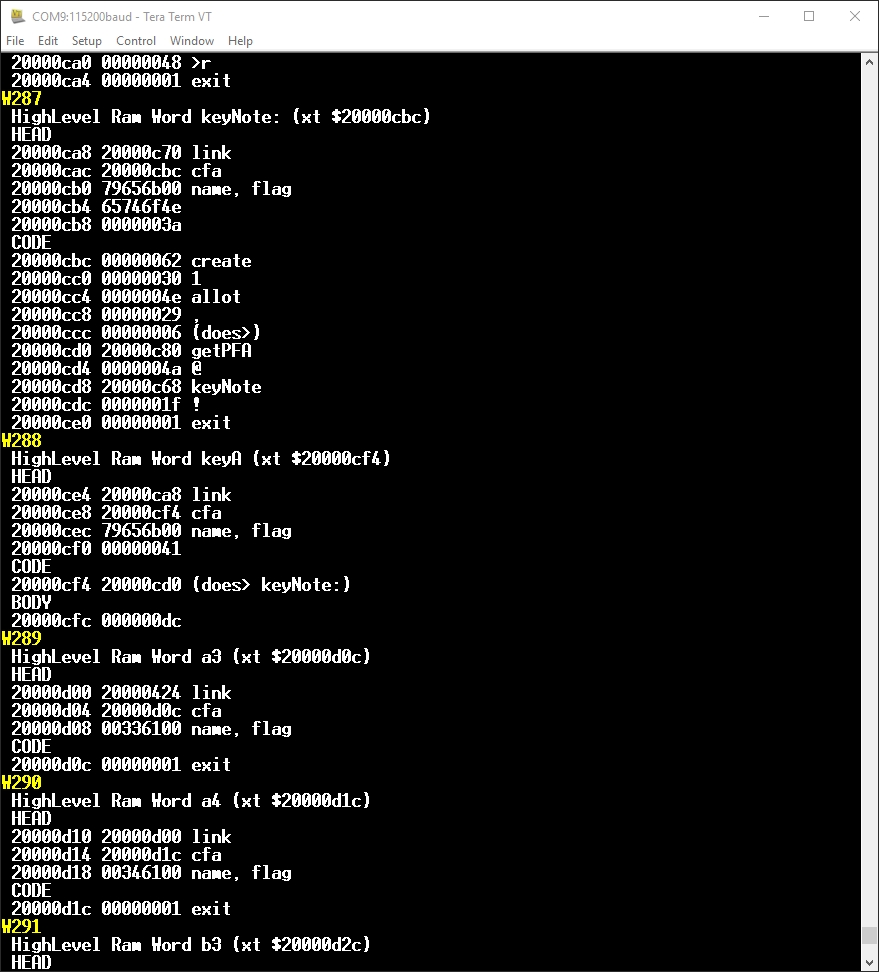 COM9:115200baud - Tera Term VT
File Edit Setup Control Window Help
20000ca0 00000048 >r
20000ca4 00000001 exit
W287
HighLevel Ram Word keyNote: (xt $20000cbc)
HEAD
20000ca8 20000c70 link
20000cac 20000cbc cfa
20000cb0 79656b00 name, flag
20000cb4 65746f4e
20000cb8 0000003a
CODE
20000cbc 00000062 create
20000cc0 00000030 1
20000cc4 0000004e allot
20000cc8 00000029 ,
20000ccc 00000006 (does>)
20000cd0 20000c80 getPFA
20000cd4 0000004a @
20000cd8 20000c68 keyNote
20000cdc 0000001f !
20000ce0 00000001 exit
W288
HighLevel Ram Word keyA (xt $20000cf4)
HEAD
20000ce4 20000ca8 link
20000ce8 20000cf4 cfa
20000cec 79656b00 name, flag
20000cf0 00000041
CODE
20000cf4 20000cd0 (does> keyNote:)
BODY
20000cfc 000000dc
W289
HighLevel Ram Word a3 (xt $20000d0c)
HEAD
20000d00 20000424 link
20000d04 20000d0c cfa
20000d08 00336100 name, flag
CODE
20000d0c 00000001 exit
W290
HighLevel Ram Word a4 (xt $20000d1c)
HEAD
20000d10 20000d00 link
20000d14 20000d1c cfa
20000d18 00346100 name, flag
CODE
20000d1c 00000001 exit
W291
HighLevel Ram Word b3 (xt $20000d2c)
HEAD